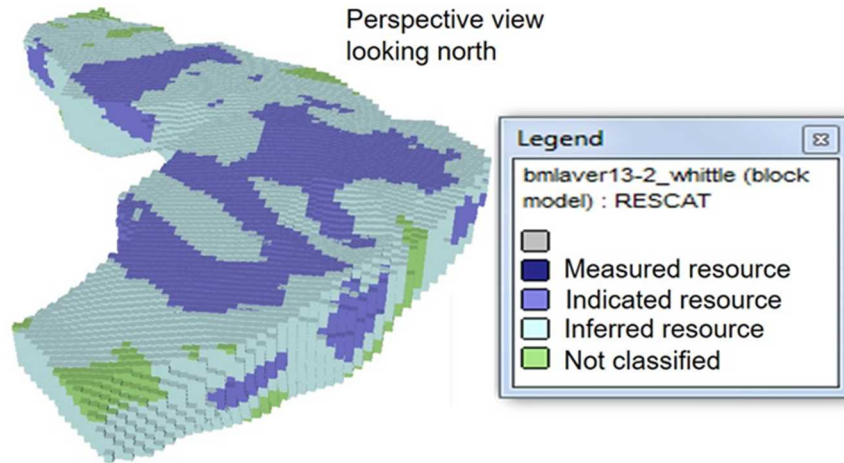 Perspective view
looking north
Legend
bmlaver13-2_whittle (block
model) : RESCAT
Measured resource
Indicated resource
Inferred resource
Not classified